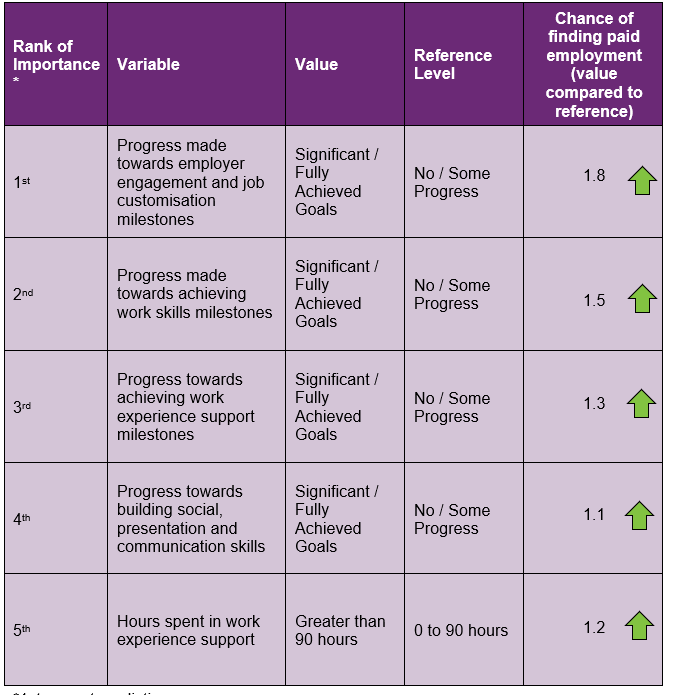 Rank of
Importance
*
Variable
Value
Reference
Level
Chance of
finding paid
employment
(value
compared to
reference)
1st
Progress made
towards employer
engagement and job
customisation
milestones
Significant /
Fully
Achieved
Goals
No / Some
Progress
1.8
2nd
Progress made
towards achieving
work skills milestones
Significant /
Fully
Achieved
Goals
No / Some
Progress
1.5
3rd
Progress towards
achieving work
experience support
milestones
Significant /
Fully
Achieved
Goals
No / Some
Progress
1.3
4th
Progress towards
building social,
presentation and
communication skills
Significant /
Fully
Achieved
Goals
No / Some
Progress
1.1
5th
Hours spent in work
experience support
Greater than
90 hours
0 to 90 hours
1.2